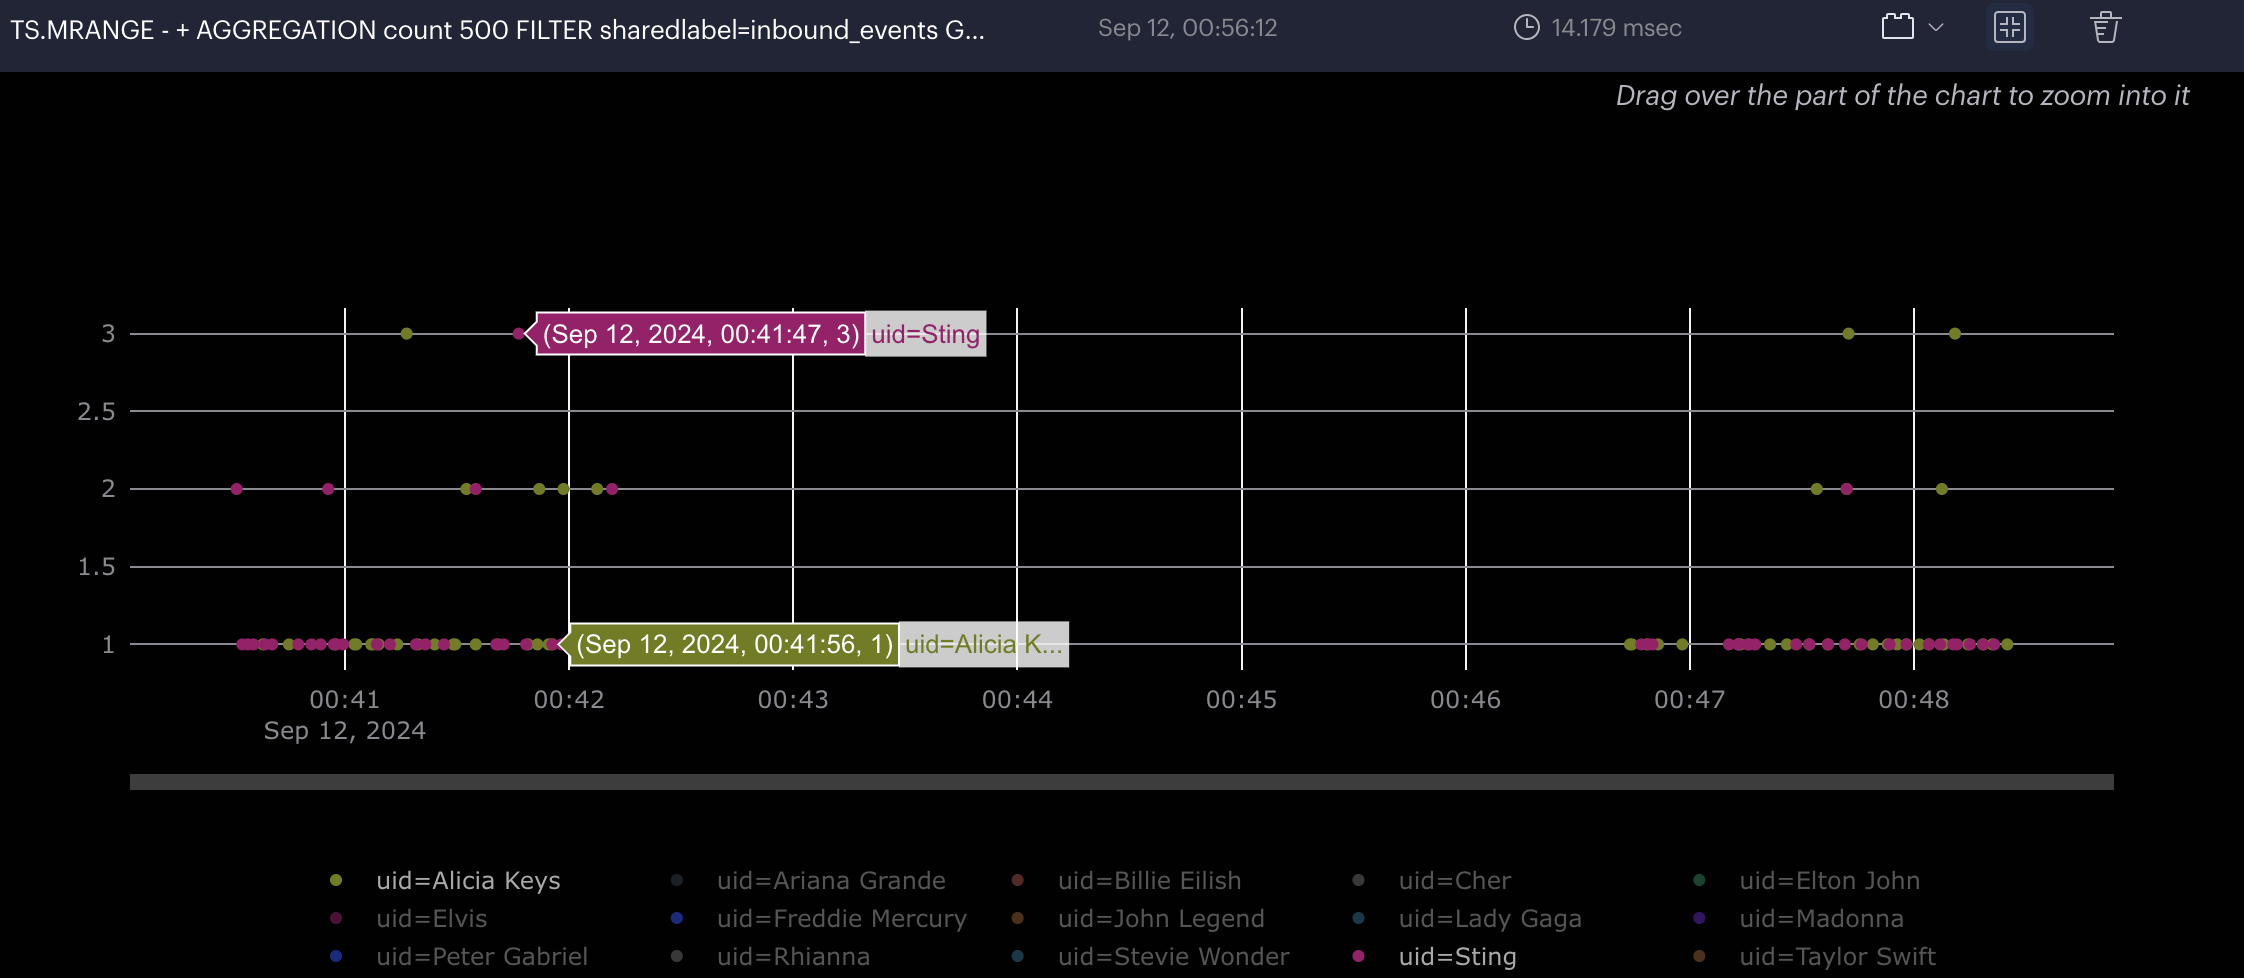 TS.MRANGE - + AGGREGATION count 500 FILTER sharedlabel=inbound_events G... Sep 12, 00:56:12 14.179 msec
Drag over the part of the chart to zoom into it
3 (Sep 12, 2024, 00:41:47, 3) uid=Sting
2.5
2
1.5
1 (Sep 12, 2024, 00:41:56, 1) uid=Alicia K...
00:41 00:42 00:43 00:44 00:45 00:46 00:47 00:48
Sep 12, 2024
uid=Alicia Keys uid=Ariana Grande uid=Billie Eilish uid=Cher uid=Elton John
uid=Elvis uid=Freddie Mercury uid=John Legend uid=Lady Gaga uid=Madonna
uid=Peter Gabriel uid=Rhianna uid=Stevie Wonder uid=Sting uid=Taylor Swift